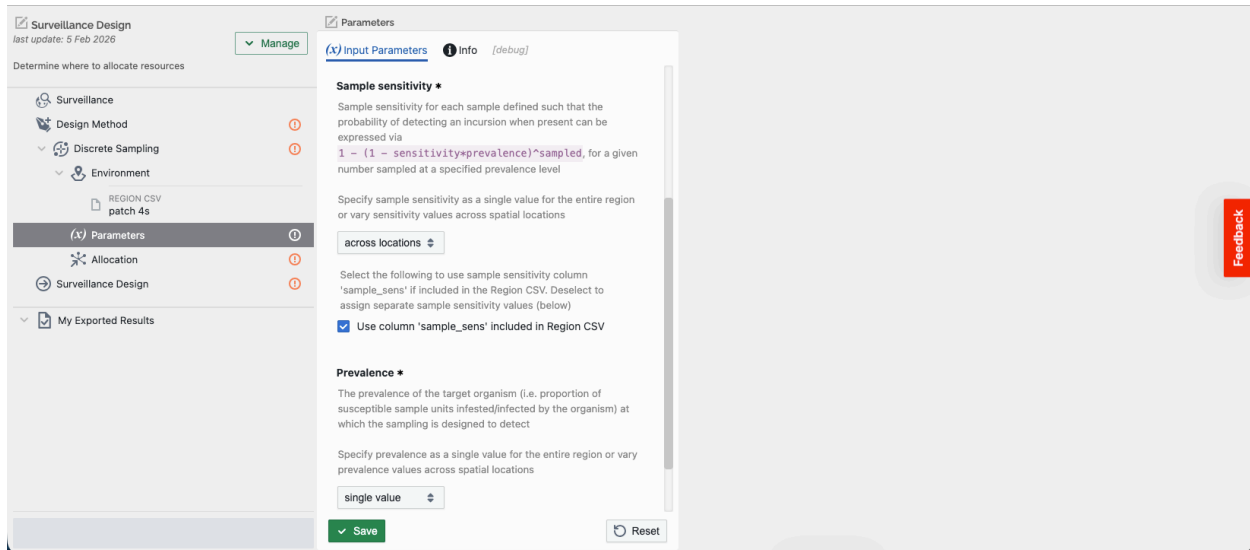 Surveillance Design
last update: 5 Feb 2026
Manage
Determine where to allocate resources
Surveillance
Design Method
Discrete Sampling
Environment
REGION CSV
patch 4s
(x) Parameters
Allocation
Surveillance Design
My Exported Results
Parameters
(x) Input Parameters
Info
[debug]
Sample sensitivity *
Sample sensitivity for each sample defined such that the
probability of detecting an incursion when present can be
expressed via
1 - (1 - sensitivity*prevalence)^sampled, for a given
number sampled at a specified prevalence level
Specify sample sensitivity as a single value for the entire region
or vary sensitivity values across spatial locations
across locations
Select the following to use sample sensitivity column
'sample_sens' if included in the Region CSV. Deselect to
assign separate sample sensitivity values (below)
Use column 'sample_sens' included in Region CSV
Prevalence *
The prevalence of the target organism (i.e. proportion of
susceptible sample units infested/infected by the organism) at
which the sampling is designed to detect
Specify prevalence as a single value for the entire region or vary
prevalence values across spatial locations
single value
Save
Reset
Feedback